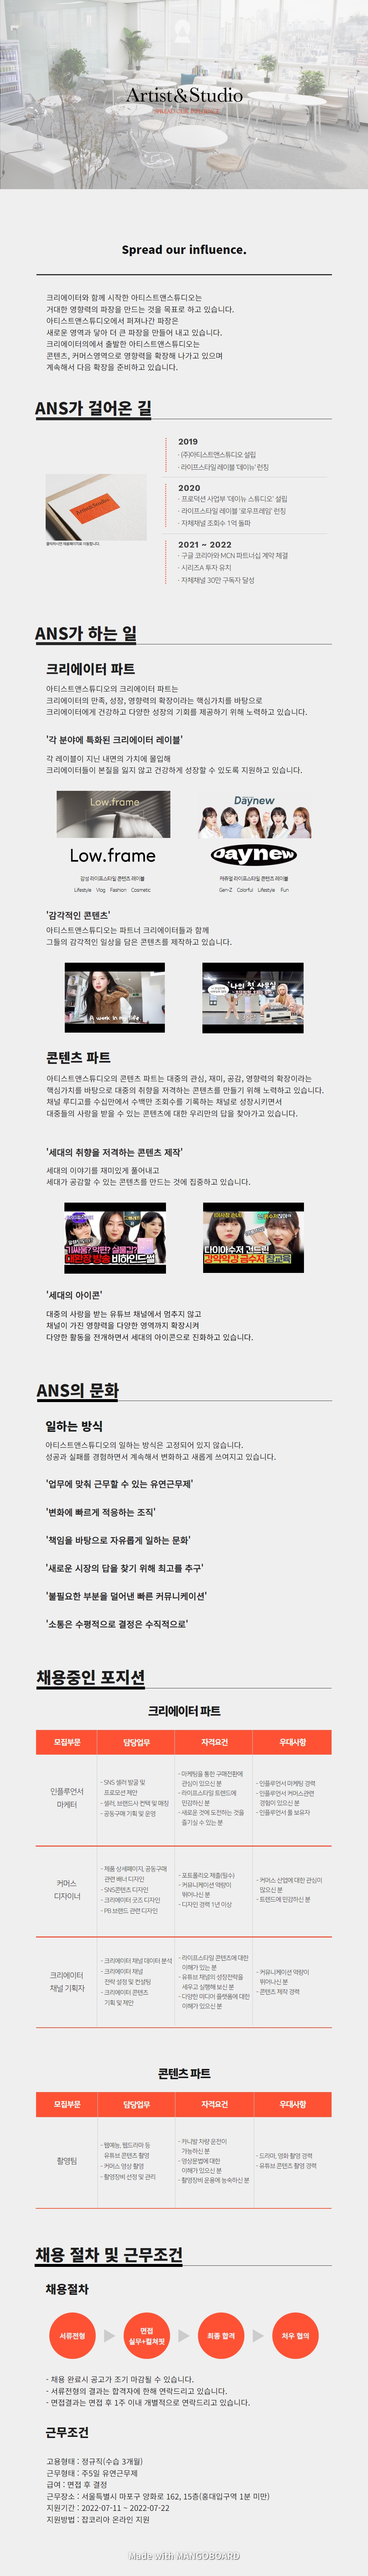 Artist&Studio
Spread our influence.
크리에이터와 함께 시작한 아티스트앤스튜디오는
거대한 영향력의 파장을 만드는 것을 목표로 하고 있습니다.
아티스트앤스튜디오에서 퍼져나간 파장은
새로운 영역과 닿아 더 큰 파장을 만들어 내고 있습니다.
크리에이터의에서 출발한 아티스트앤스튜디오는
콘텐츠, 커머스영역으로 영향력을 확장해 나가고 있으며
계속해서 다음 확장을 준비하고 있습니다.
ANS가 걸어온 길
2019
· (주)아티스트앤스튜디오 설립
· 라이프스타일 레이블 '데이뉴' 런칭
2020
· 프로덕션 사업부 '데이뉴 스튜디오' 설립
· 라이프스타일 레이블 '로우프레임' 런칭
· 자체채널 조회수 1억 돌파
Artist&Studio
클릭하시면 애용페이지로 이동합니다.
2021 ~ 2022
· 구글 코리아와 MCN 파트너십 계약 체결
· 시리즈A 투자 유치
· 자체채널 30만 구독자 달성
ANS가 하는 일
크리에이터 파트
아티스트앤스튜디오의 크리에이터 파트는
크리에이터의 만족, 성장, 영향력의 확장이라는 핵심가치를 바탕으로
크리에이터에게 건강하고 다양한 성장의 기회를 제공하기 위해 노력하고 있습니다.
'각 분야에 특화된 크리에이터 레이블'
각 레이블이 지닌 내면의 가치에 몰입해
크리에이터들이 본질을 잃지 않고 건강하게 성장할 수 있도록 지원하고 있습니다.
Low.frame
Daynew
Low.frame
daynew
감성 라이프스타일 콘텐츠 레이블
캐쥬얼 라이프스타일 콘텐츠 레이블
Lifestyle Vlog Fashion Cosmetic
Gen-Z Colorful Lifestyle Fun
'감각적인 콘텐츠'
아티스트앤스튜디오는 파트너 크리에이터들과 함께
그들의 감각적인 일상을 담은 콘텐츠를 제작하고 있습니다.
A week in my life
나의 첫 사무실
콘텐츠 파트
아티스트앤스튜디오의 콘텐츠 파트는 대중의 관심, 재미, 공감, 영향력의 확장이라는
핵심가치를 바탕으로 대중의 취향을 저격하는 콘텐츠를 만들기 위해 노력하고 있습니다.
채널 루디고를 수십만에서 수백만 조회수를 기록하는 채널로 성장시키면서
대중들의 사랑을 받을 수 있는 콘텐츠에 대한 우리만의 답을 찾아가고 있습니다.
'세대의 취향을 저격하는 콘텐츠 제작'
세대의 이야기를 재미있게 풀어내고
세대가 공감할 수 있는 콘텐츠를 만드는 것에 집중하고 있습니다.
기싸움? 악편? 살몰카?
대환장 방송 비하인드썰
다이아수저 건드린
강약약강 금수저 참교육
'세대의 아이콘'
대중의 사랑을 받는 유튜브 채널에서 멈추지 않고
채널이 가진 영향력을 다양한 영역까지 확장시켜
다양한 활동을 전개하면서 세대의 아이콘으로 진화하고 있습니다.
ANS의 문화
일하는 방식
아티스트앤스튜디오의 일하는 방식은 고정되어 있지 않습니다.
성공과 실패를 경험하면서 계속해서 변화하고 새롭게 쓰여지고 있습니다.
'업무에 맞춰 근무할 수 있는 유연근무제'
'변화에 빠르게 적응하는 조직'
'책임을 바탕으로 자유롭게 일하는 문화'
'새로운 시장의 답을 찾기 위해 최고를 추구'
'불필요한 부분을 덜어낸 빠른 커뮤니케이션'
'소통은 수평적으로 결정은 수직적으로'
채용중인 포지션
크리에이터 파트
모집부문 담당업무 자격요건 우대사항
인플루언서
마케터
- SNS 셀러 발굴 및
프로모션 제안
- 셀러, 브랜드사 컨택 및 매칭
- 공동구매 기획 및 운영
- 마케팅을 통한 구매전환에
관심이 있으신 분
- 라이프스타일 트렌드에
민감하신 분
- 새로운 것에 도전하는 것을
즐기실 수 있는 분
- 인플루언서 마케팅 경력
- 인플루언서 커머스관련
경험이 있으신 분
- 인플루언서 풀 보유자
커머스
디자이너
- 제품 상세페이지, 공동구매
관련 배너 디자인
- SNS콘텐츠 디자인
- 크리에이터 굿즈 디자인
- PB 브랜드 관련 디자인
- 포트폴리오 제출(필수)
- 커뮤니케이션 역량이
뛰어나신 분
- 디자인 경력 1년 이상
- 커머스 산업에 대한 관심이
많으신 분
- 트렌드에 민감하신 분
크리에이터
채널 기획자
- 크리에이터 채널 데이터 분석
- 크리에이터 채널
전략 설정 및 컨설팅
- 크리에이터 콘텐츠
기획 및 제안
- 라이프스타일 콘텐츠에 대한
이해가 있는 분
- 유튜브 채널의 성장전략을
세우고 실행해 보신 분
- 다양한 미디어 플랫폼에 대한
이해가 있으신 분
- 커뮤니케이션 역량이
뛰어나신 분
- 콘텐츠 제작 경력
콘텐츠 파트
모집부문 담당업무 자격요건 우대사항
촬영팀
- 웹예능, 웹드라마 등
유튜브 콘텐츠 촬영
- 커머스 영상 촬영
- 촬영장비 선정 및 관리
- 카니발 차량 운전이
가능하신 분
- 영상문법에 대한
이해가 있으신 분
- 촬영장비 운용에 능숙하신 분
- 드라마, 영화 촬영 경력
- 유튜브 콘텐츠 촬영 경력
채용 절차 및 근무조건
채용절차
서류전형
면접
실무+컬쳐핏
최종 합격
처우 협의
- 채용 완료시 공고가 조기 마감될 수 있습니다.
- 서류전형의 결과는 합격자에 한해 연락드리고 있습니다.
- 면접결과는 면접 후 1주 이내 개별적으로 연락드리고 있습니다.
근무조건
고용형태 : 정규직(수습 3개월)
근무형태 : 주5일 유연근무제
급여 : 면접 후 결정
근무장소 : 서울특별시 마포구 양화로 162, 15층(홍대입구역 1분 미만)
지원기간 : 2022-07-11 ~ 2022-07-22
지원방법 : 잡코리아 온라인 지원
Made with MANGOBOARD